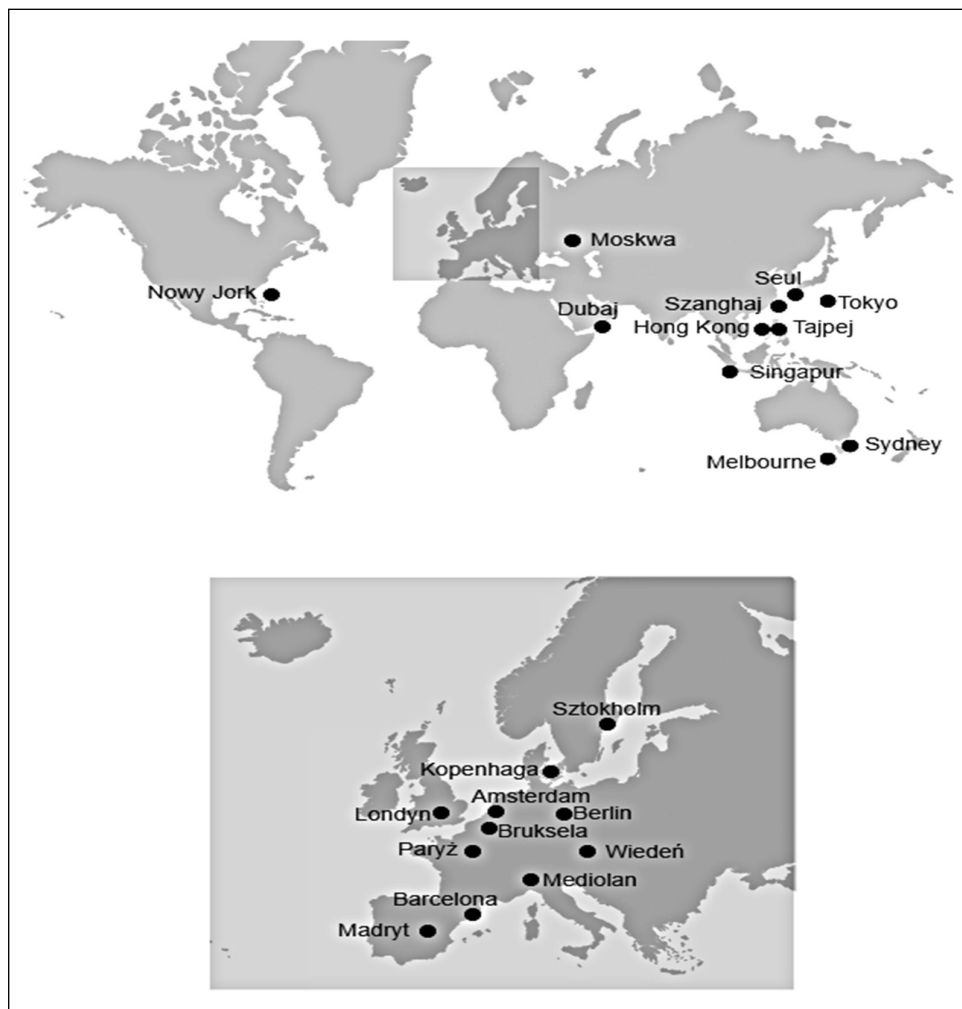 Moskwa
Seul
Nowy Jork
Szanghaj
Tokyo
Dubaj
Hong Kong
Tajpej
Singapur
Sydney
Melbourne
Sztokholm
Kopenhaga
Amsterdam
Londyn
Berlin
Bruksela
Paryż
Wiedeń
Mediolan
Barcelona
Madryt